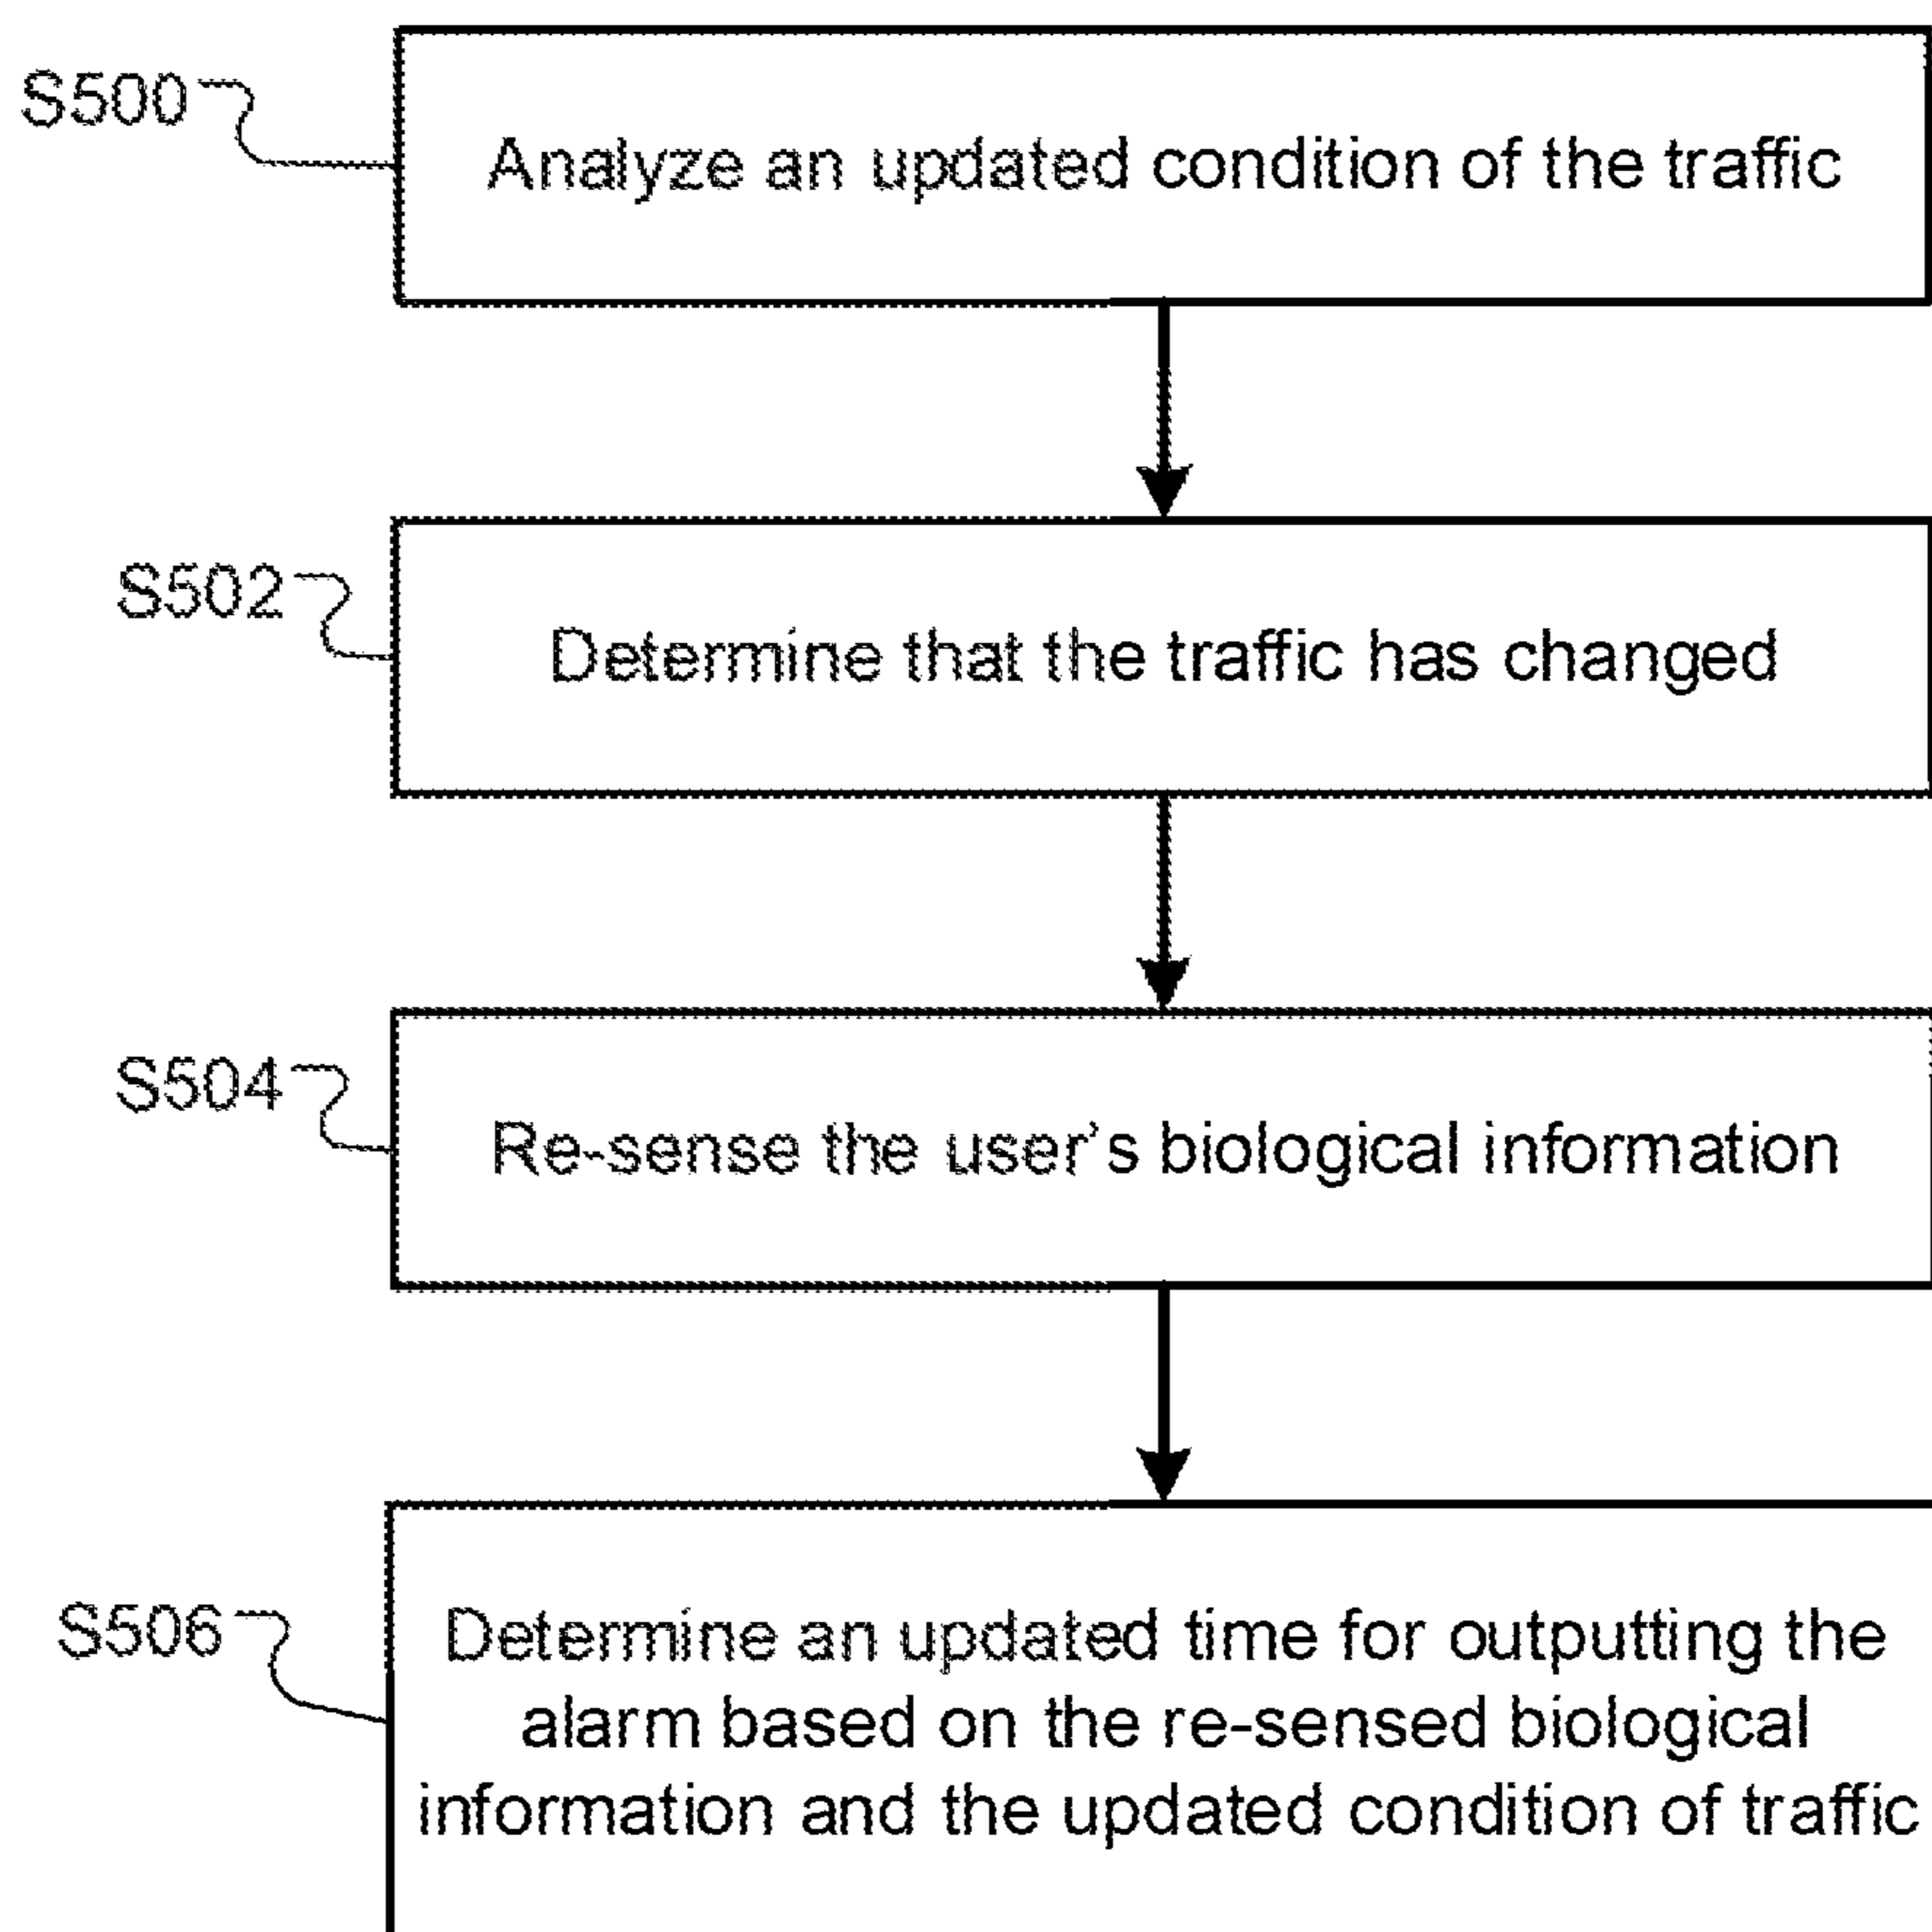 S500
Analyze an updated condition of the traffic
S502
Determine that the traffic has changed
S504
Re-sense the user's biological information
S506
Determine an updated time for outputting the
alarm based on the re-sensed biological
information and the updated condition of traffic